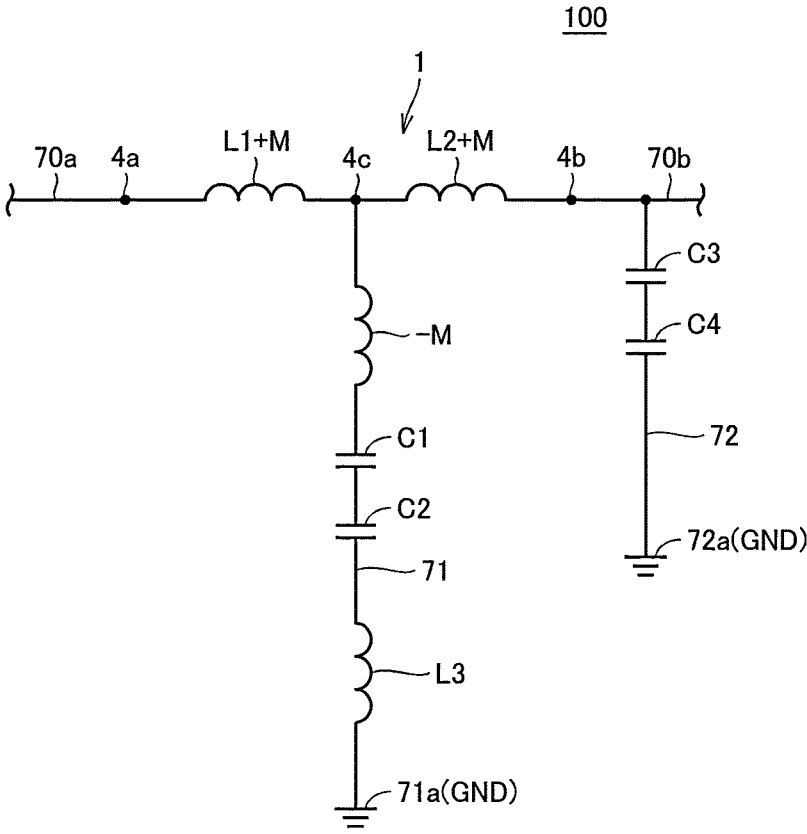 100
1
L1+M
L2+M
70a
4a
4c
4b
70b
C3
-M
C4
C1
72
C2
72a(GND)
71
L3
71a(GND)